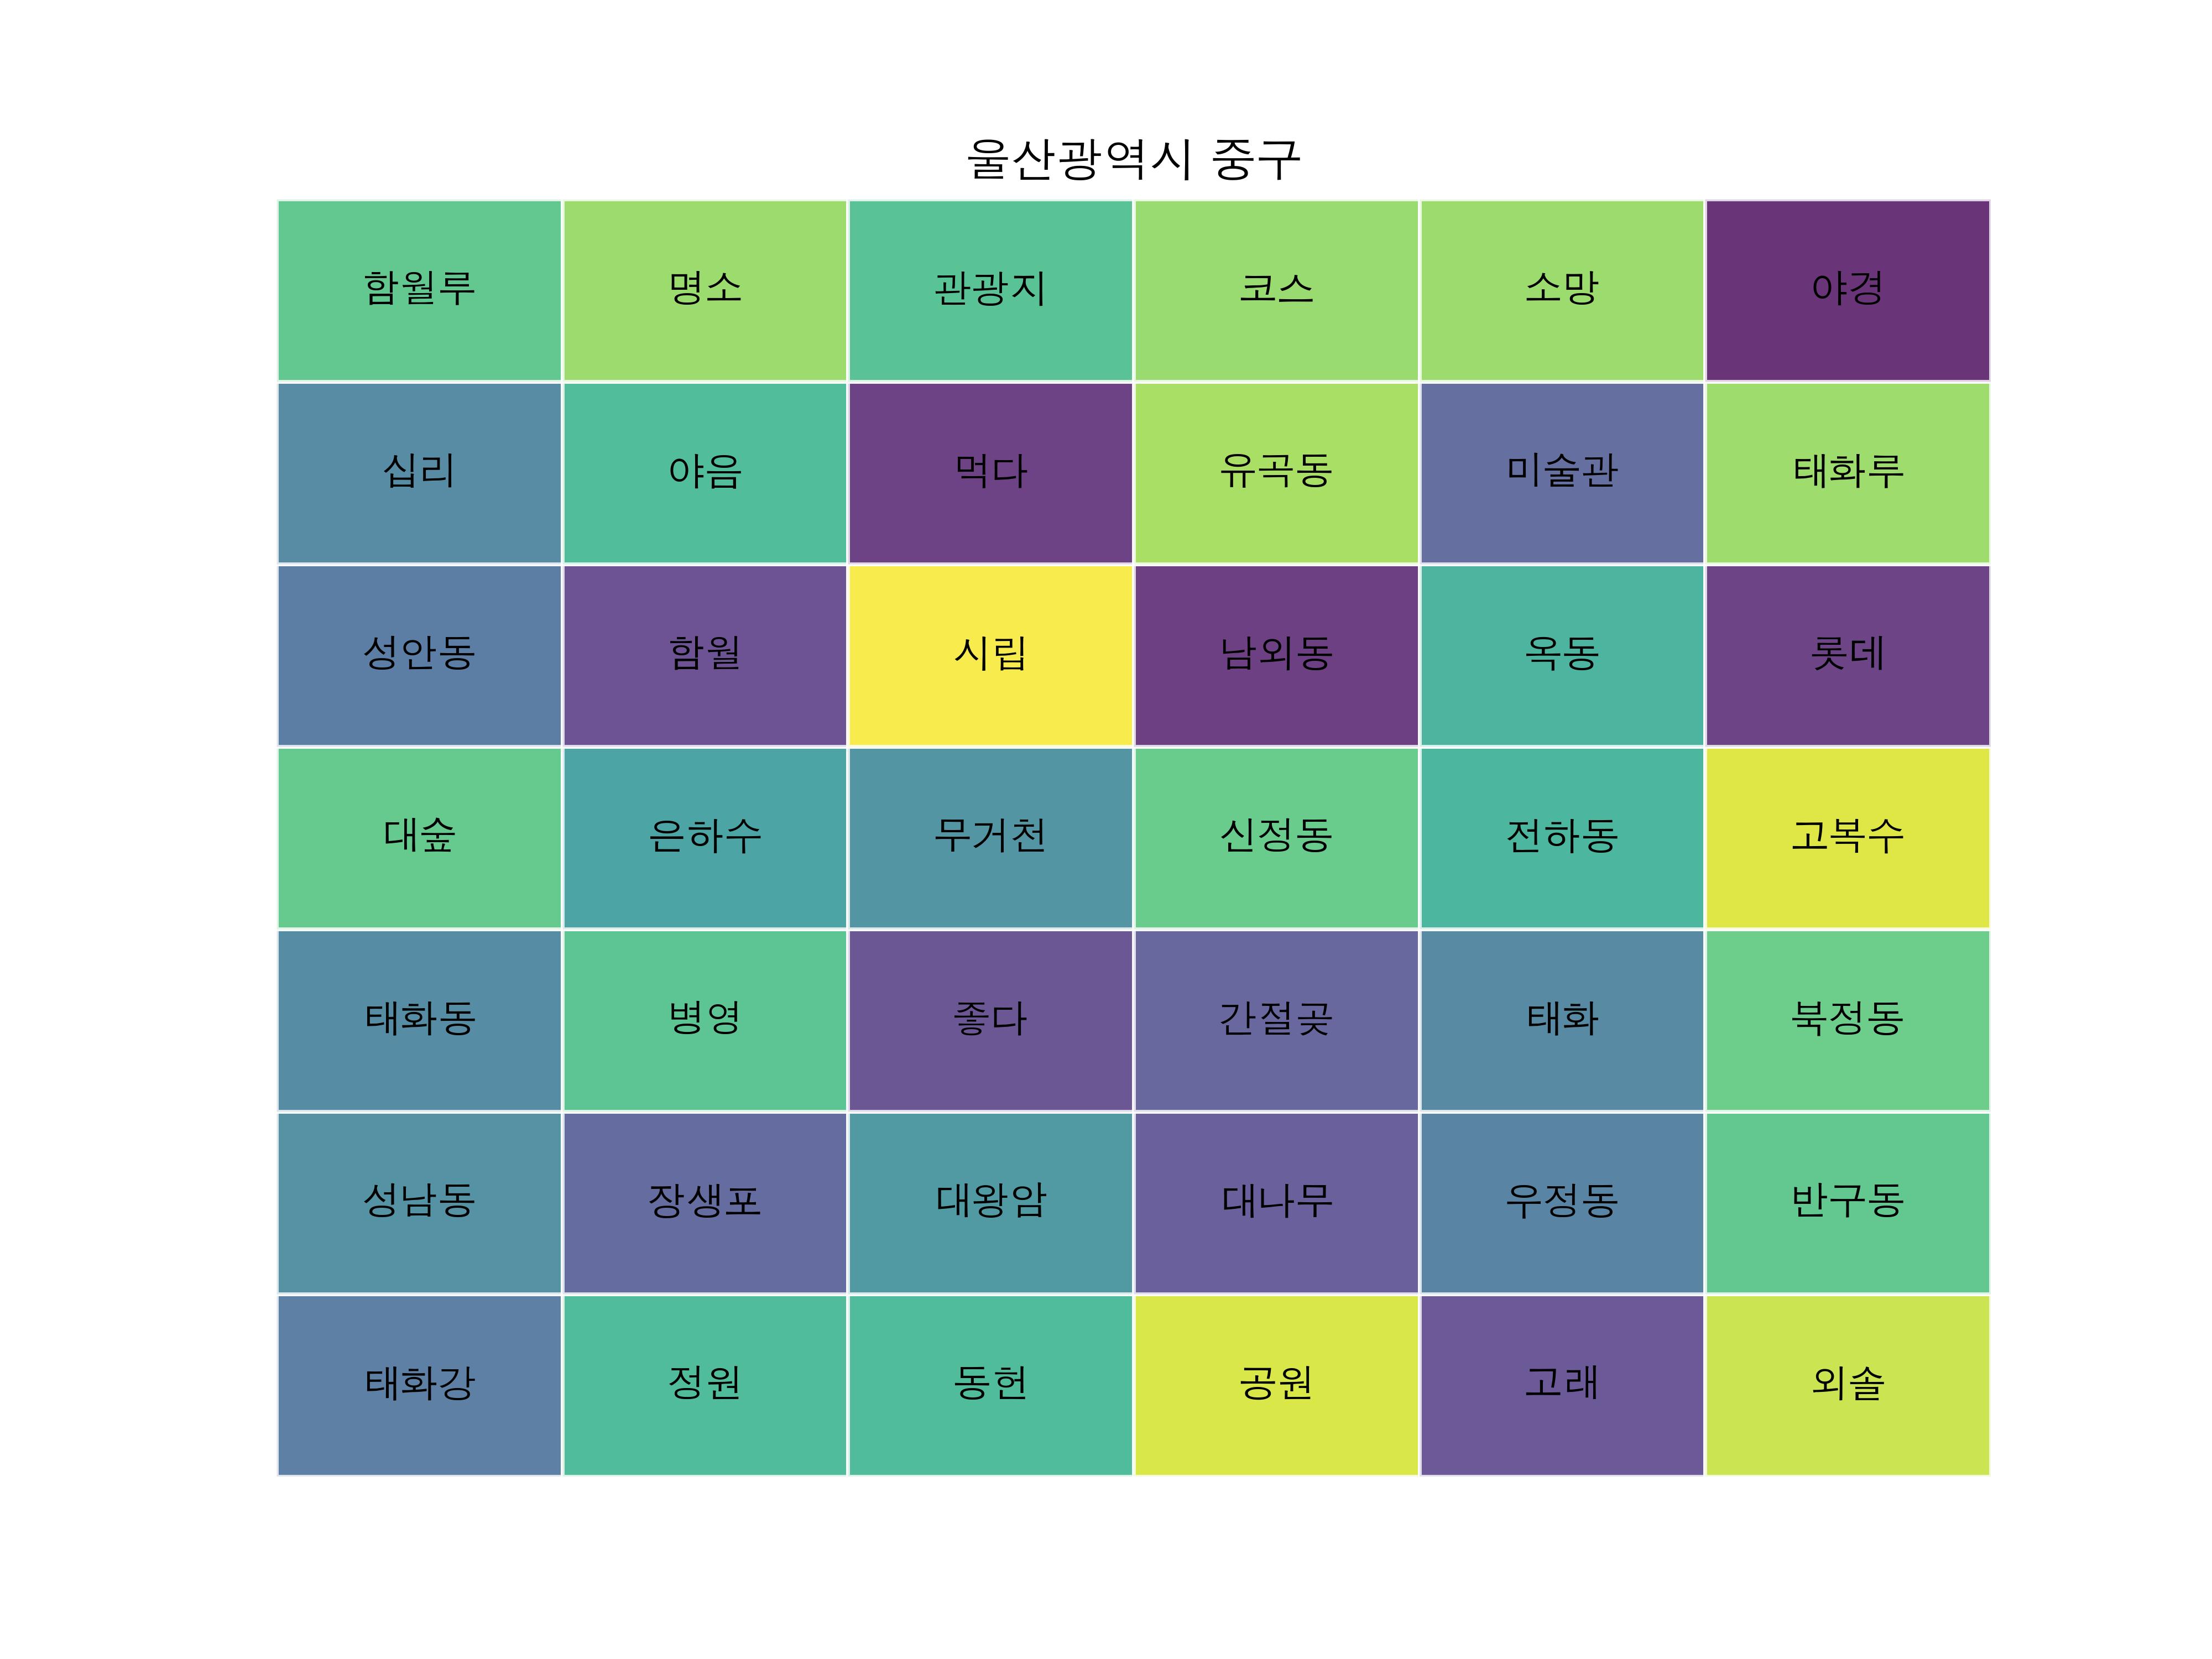 울산광역시 중구
함월루 명소 관광지 코스 소망 야경
십리 야음 먹다 유곡동 미술관 태화루
성안동 함월 시립 남외동 옥동 롯데
대숲 은하수 무거천 신정동 전하동 고복수
태화동 병영 좋다 간절곶 태화 북정동
성남동 장생포 대왕암 대나무 우정동 반구동
태화강 정원 동헌 공원 고래 외솔